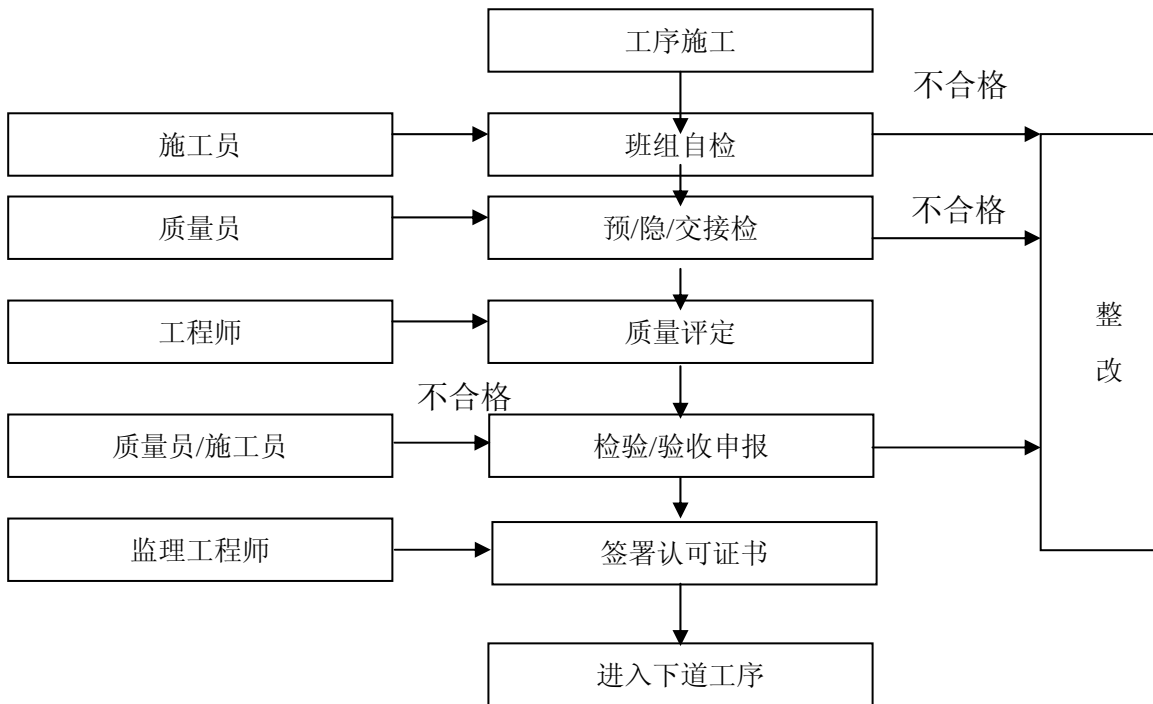 工序施工
不合格
施工员
班组自检
质量员
预/隐/交接检
不合格
工程师
质量评定
整
改
不合格
质量员/施工员
检验/验收申报
监理工程师
签署认可证书
进入下道工序